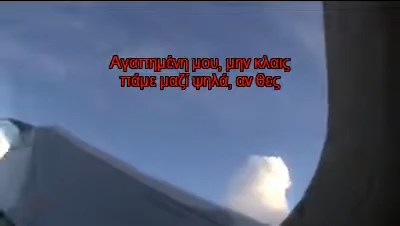 Αγαπημένη μου, μην κλαις
πάμε μαζί ψηλά, αν θες